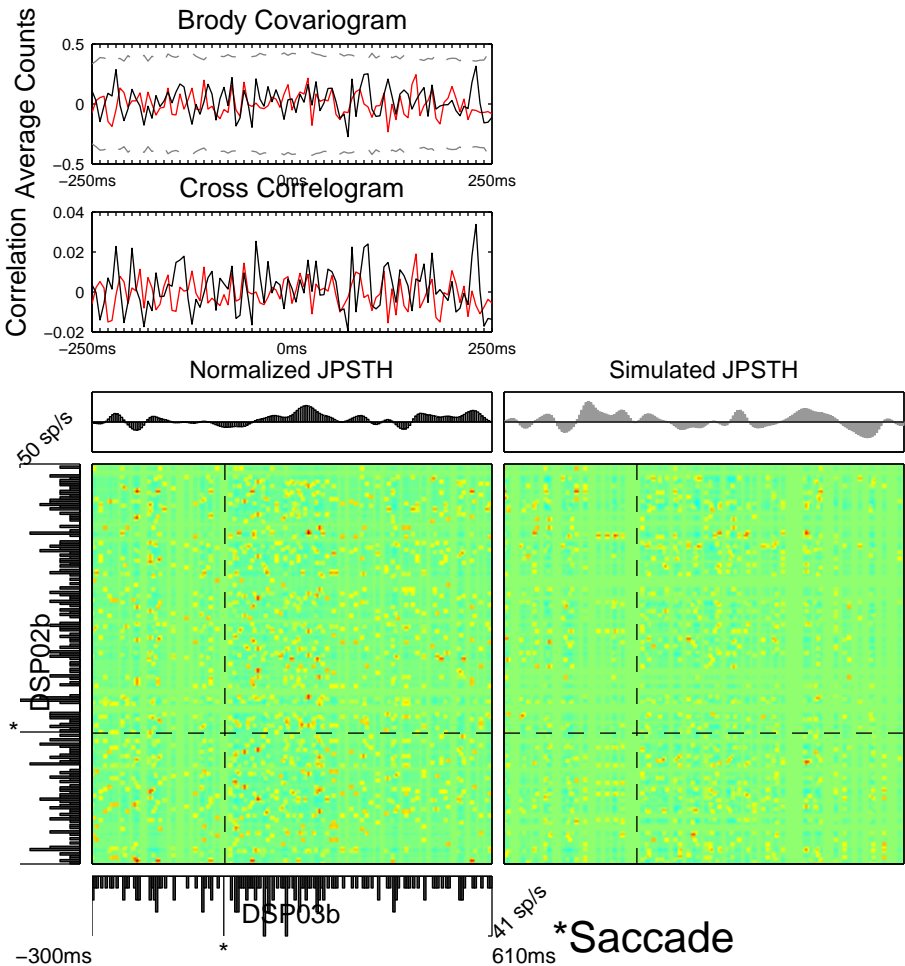 Brody Covariogram
Average Counts
0.5
0
−0.5
−250ms
0ms
250ms
Cross Correlogram
Correlation
0.04
0.02
0
−0.02
−250ms
0ms
250ms
Normalized JPSTH
Simulated JPSTH
50 sp/s
DSP02b
*
DSP03b
41 sp/s
*
*Saccade
−300ms
610ms